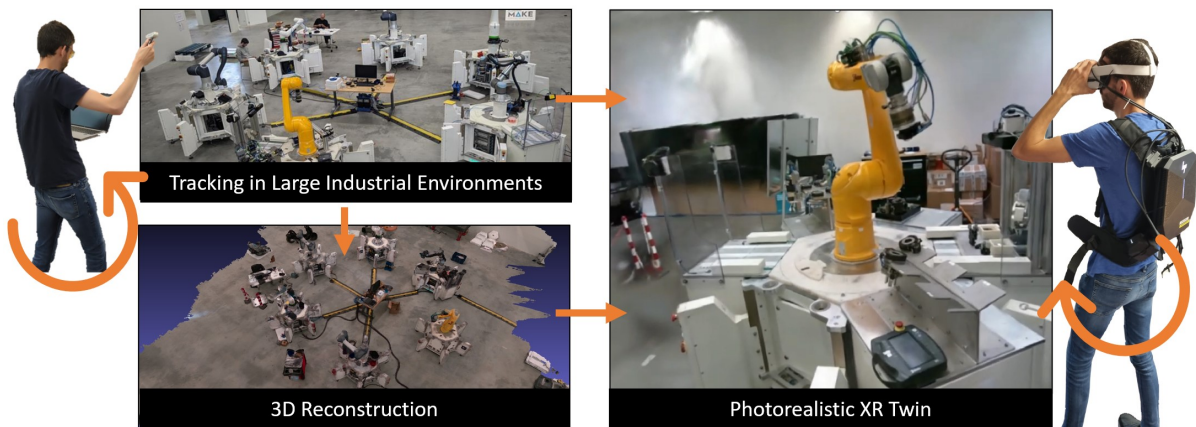 MAKE
Tracking in Large Industrial Environments
3D Reconstruction
Photorealistic XR Twin